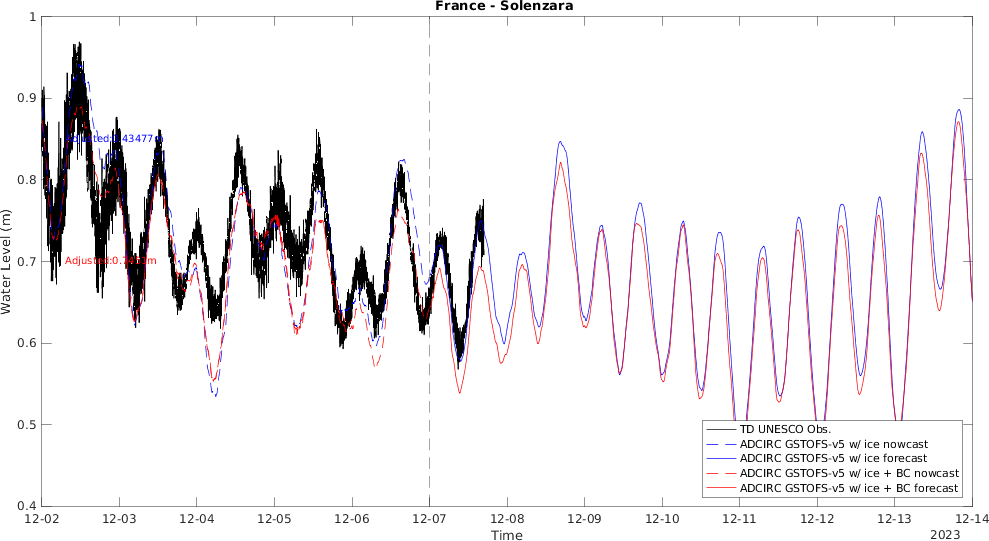 France - Solenzara
Water Level (m)
1
0.9
0.8
0.7
0.6
0.5
0.4
12-02
12-03
12-04
12-05
12-06
12-07
12-08
12-09
12-10
12-11
12-12
12-13
12-14
Time
2023
TD UNESCO Obs.
ADCIRC GSTOFS-v5 w/ ice nowcast
ADCIRC GSTOFS-v5 w/ ice forecast
ADCIRC GSTOFS-v5 w/ ice + BC nowcast
ADCIRC GSTOFS-v5 w/ ice + BC forecast